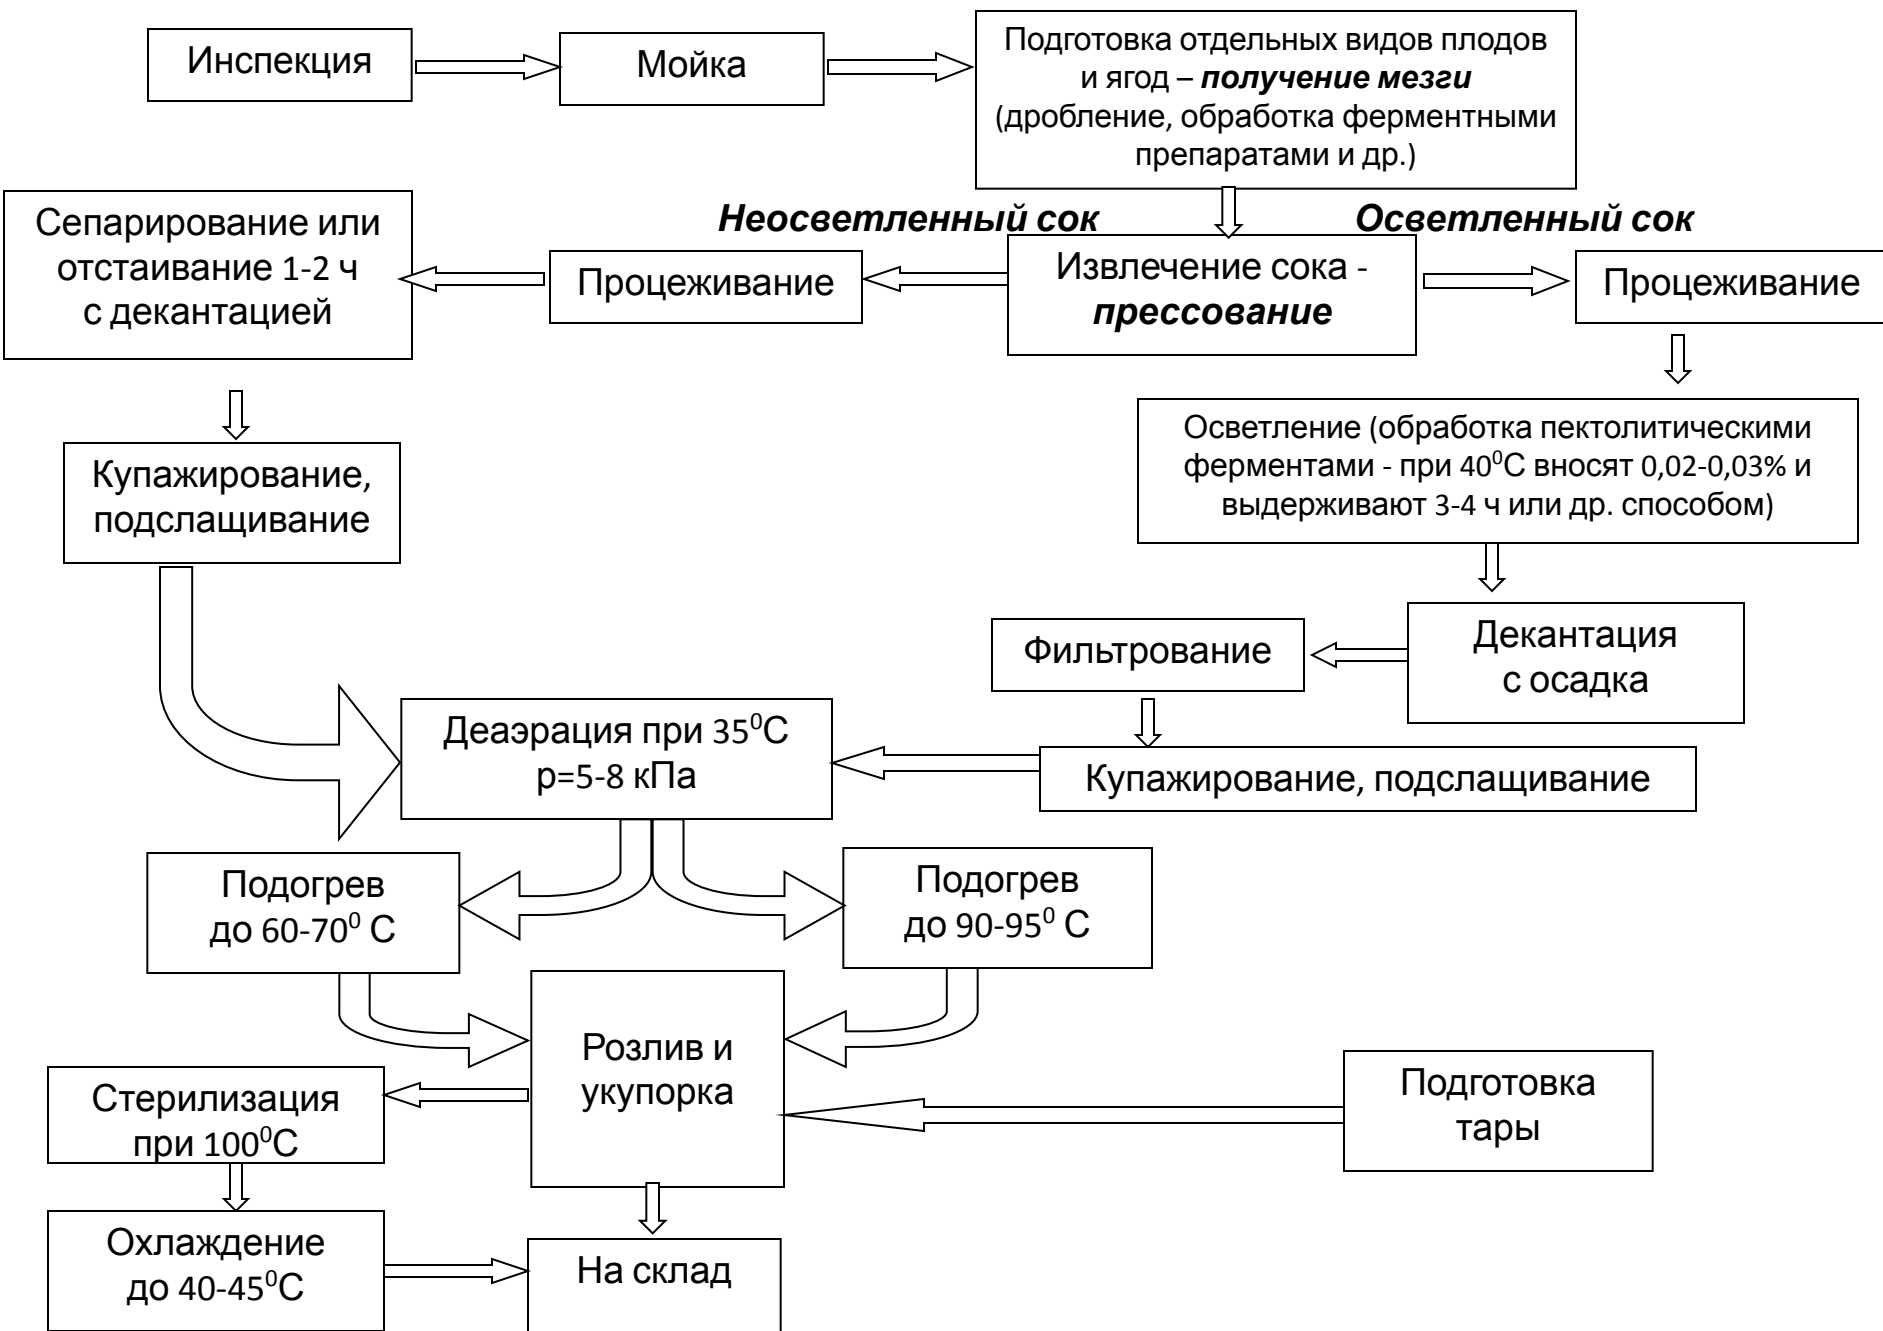 Инспекция
Мойка
Подготовка отдельных видов плодов
и ягод – получение мезги
(дробление, обработка ферментными
препаратами и др.)
Неосветленный сок
Осветленный сок
Сепарирование или
отстаивание 1-2 ч
с декантацией
Процеживание
Извлечение сока -
прессование
Процеживание
Купажирование,
подслащивание
Осветление (обработка пектолитическими
ферментами - при 40⁰С вносят 0,02-0,03% и
выдерживают 3-4 ч или др. способом)
Фильтрование
Декантация
с осадка
Деаэрация при 35⁰С
р=5-8 кПа
Купажирование, подслащивание
Подогрев
до 60-70⁰ С
Подогрев
до 90-95⁰ С
Розлив и
укупорка
Стерилизация
при 100⁰С
Подготовка
тары
Охлаждение
до 40-45⁰С
На склад